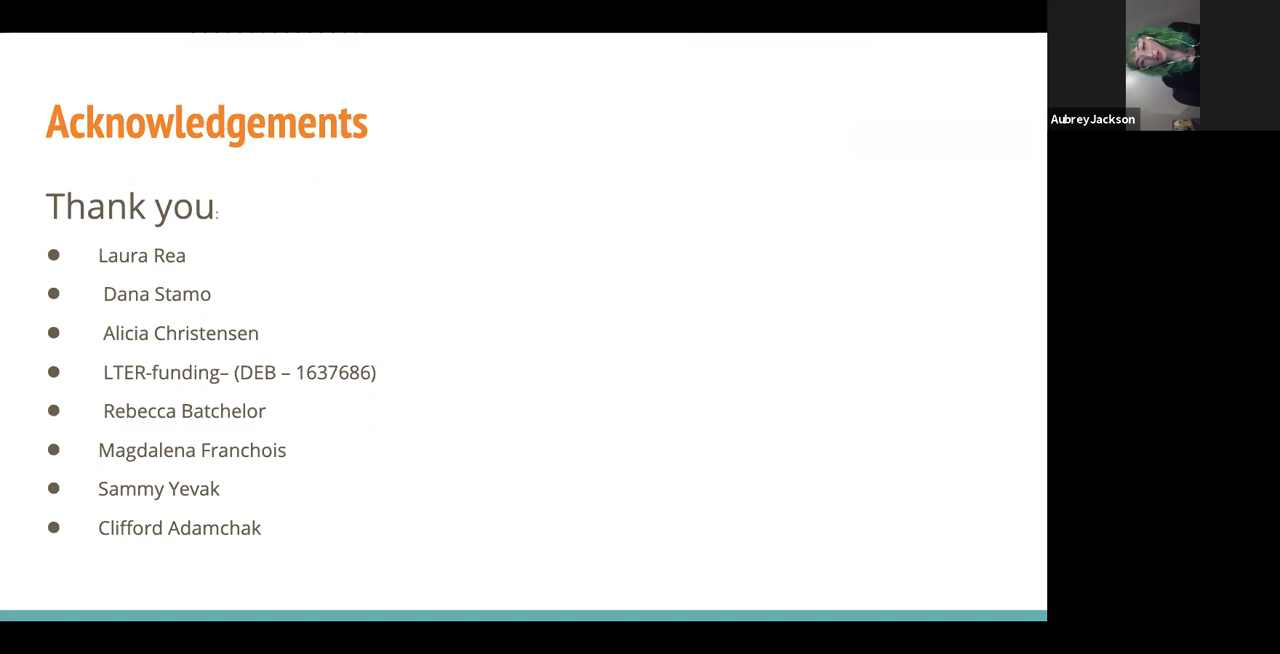 Acknowledgements
Thank you:
● Laura Rea
● Dana Stamo
● Alicia Christensen
● LTER-funding– (DEB – 1637686)
● Rebecca Batchelor
● Magdalena Franchois
● Sammy Yevak
● Clifford Adamchak
Aubrey Jackson